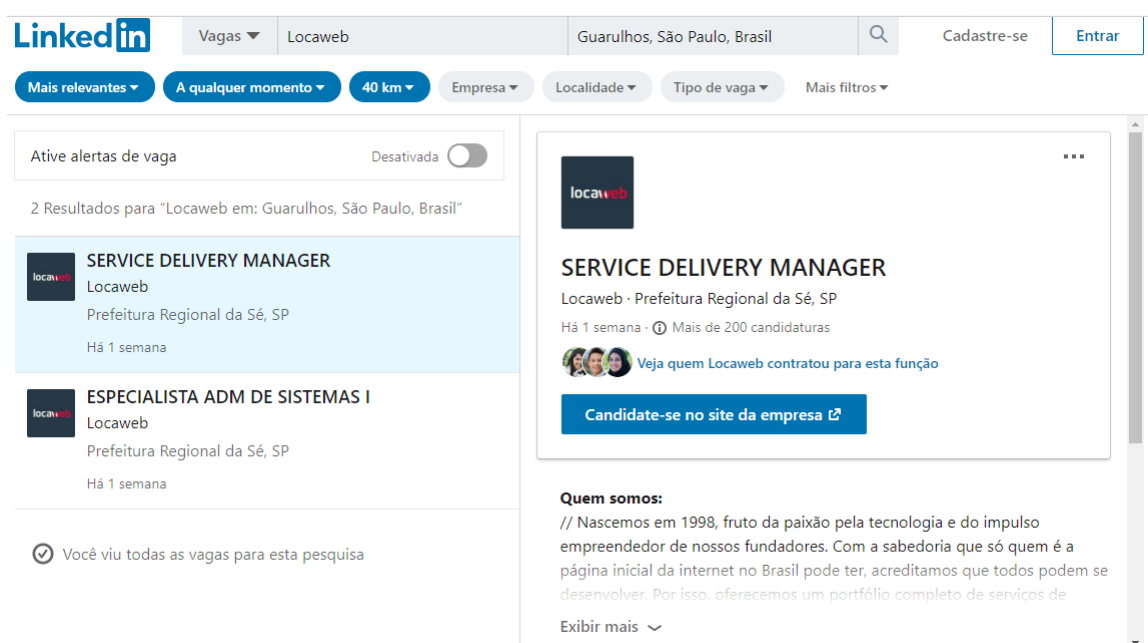 Linkedin
Vagas
Locaweb
Guarulhos, São Paulo, Brasil
Cadastre-se
Entrar
Mais relevantes
A qualquer momento
40 km
Empresa
Localidade
Tipo de vaga
Mais filtros
Ative alertas de vaga
Desativada
2 Resultados para “Locaweb em: Guarulhos, São Paulo, Brasil”
locaweb
SERVICE DELIVERY MANAGER
Locaweb
Prefeitura Regional da Sé, SP
Há 1 semana
locaweb
ESPECIALISTA ADM DE SISTEMAS I
Locaweb
Prefeitura Regional da Sé, SP
Há 1 semana
Você viu todas as vagas para esta pesquisa
locaweb
SERVICE DELIVERY MANAGER
Locaweb · Prefeitura Regional da Sé, SP
Há 1 semana · Mais de 200 candidaturas
Veja quem Locaweb contratou para esta função
Candidate-se no site da empresa
Quem somos:
// Nascemos em 1998, fruto da paixão pela tecnologia e do impulso
empreendedor de nossos fundadores. Com a sabedoria que só quem é a
página inicial da internet no Brasil pode ter, acreditamos que todos podem se
desenvolver. Por isso, oferecemos um portfólio completo de serviços de
Exibir mais